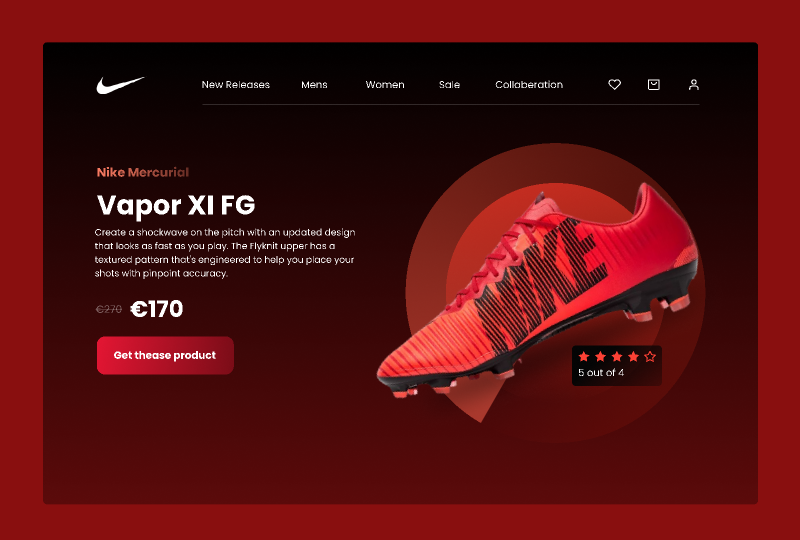 New Releases Mens Women Sale Collaberation
Nike Mercurial
Vapor XI FG
Create a shockwave on the pitch with an updated design
that looks as fast as you play. The Flyknit upper has a
textured pattern that's engineered to help you place your
shots with pinpoint accuracy.
€270 €170
Get thease product
NIKE
5 out of 4